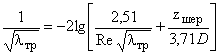 1/√λтр = −2lg[2,51/(Re√λтр) + zшер/(3,71D)]